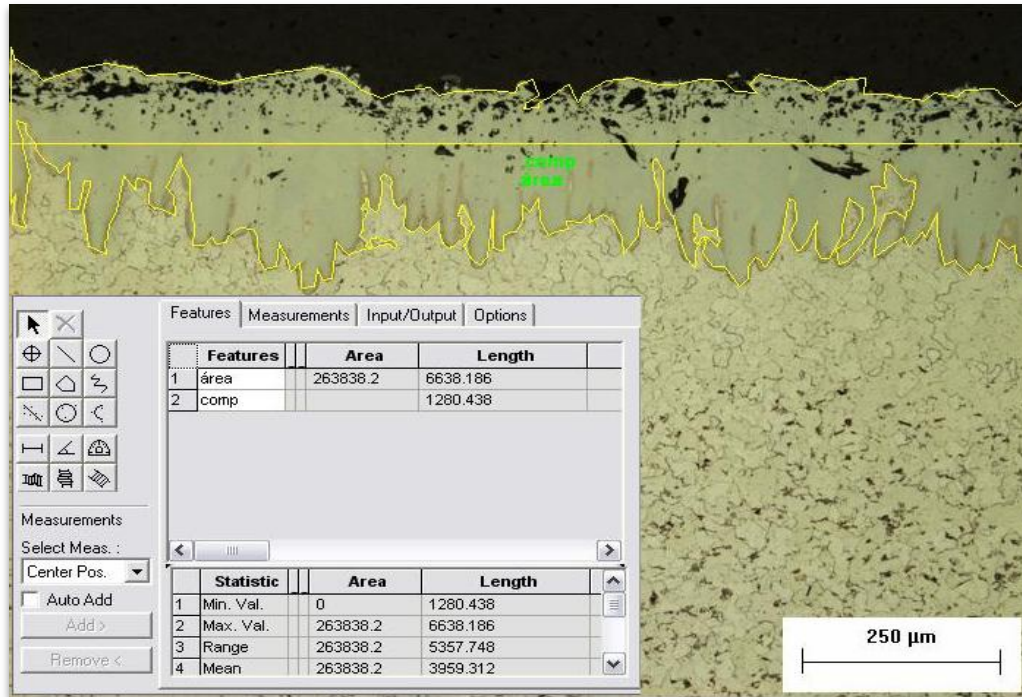 comp
área
Features Measurements Input/Output Options
Features Area Length
1 área 263838.2 6638.186
2 comp 1280.438
Measurements
Select Meas. :
Center Pos.
Auto Add
Add >
Remove <
Statistic Area Length
1 Min. Val. 0 1280.438
2 Max. Val. 263838.2 6638.186
3 Range 263838.2 5357.748
4 Mean 263838.2 3959.312
250 µm